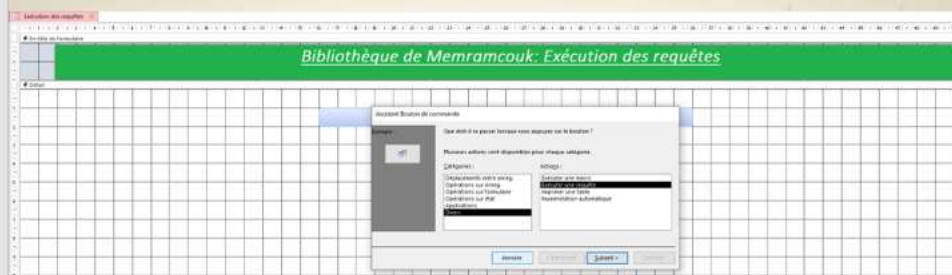 Exécution des requêtes
En-tête de formulaire
Bibliothèque de Memramcouk: Exécution des requêtes
Détail
Assistant Bouton de commande
Exemple :
Que doit-il se passer lorsque vous appuyez sur le bouton ?
Plusieurs actions sont disponibles pour chaque catégorie.
Catégories :
Actions :
Déplacements entre enreg.
Opérations sur enreg.
Opérations sur formulaire
Opérations sur état
Applications
Divers
Exécuter une macro
Exécuter une requête
Imprimer une table
Numérotation automatique
Annuler
Suivant >